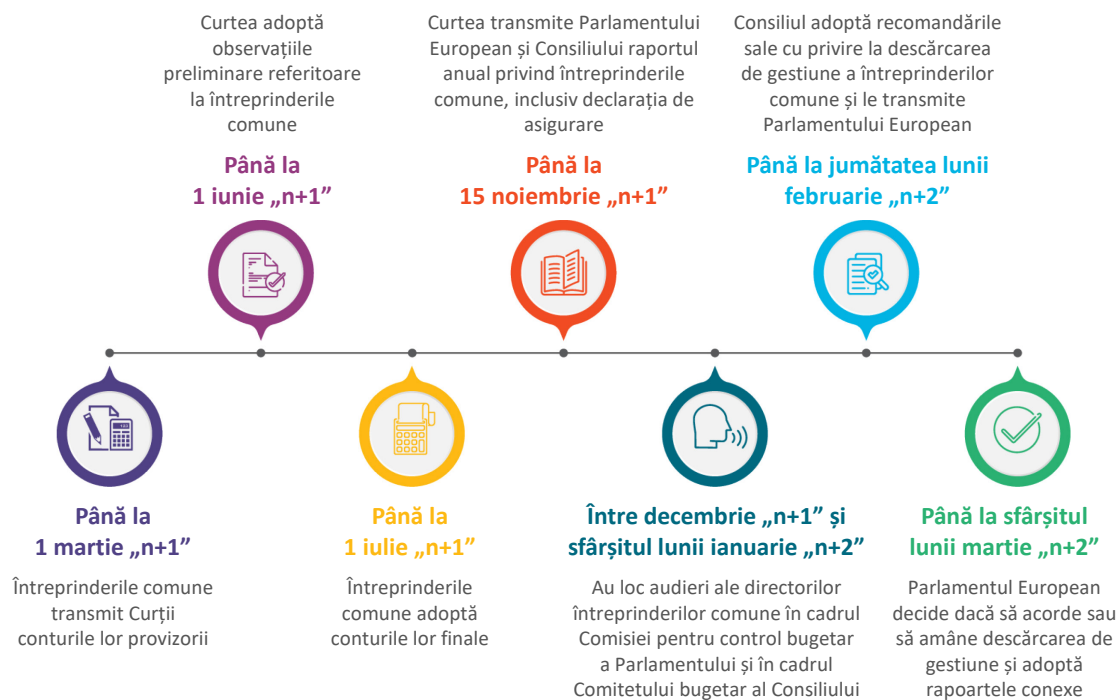 Curtea adoptă
observațiile
preliminare referitoare
la întreprinderile
comune
Până la
1 iunie „n+1”
Curtea transmite Parlamentului
European și Consiliului raportul
anual privind întreprinderile
comune, inclusiv declarația de
asigurare
Până la
15 noiembrie „n+1”
Consiliul adoptă recomandările
sale cu privire la descărcarea
de gestiune a întreprinderilor
comune și le transmite
Parlamentului European
Până la jumătatea lunii
februarie „n+2”
Până la
1 martie „n+1”
Întreprinderile comune
transmit Curții
conturile lor provizorii
Până la
1 iulie „n+1”
Întreprinderile
comune adoptă
conturile lor finale
Între decembrie „n+1” și
sfârșitul lunii ianuarie „n+2”
Au loc audieri ale directorilor
întreprinderilor comune în cadrul
Comisiei pentru control bugetar
a Parlamentului și în cadrul
Comitetului bugetar al Consiliului
Până la sfârșitul
lunii martie „n+2”
Parlamentul European
decide dacă să acorde sau
să amâne descărcarea de
gestiune și adoptă
rapoartele conexe